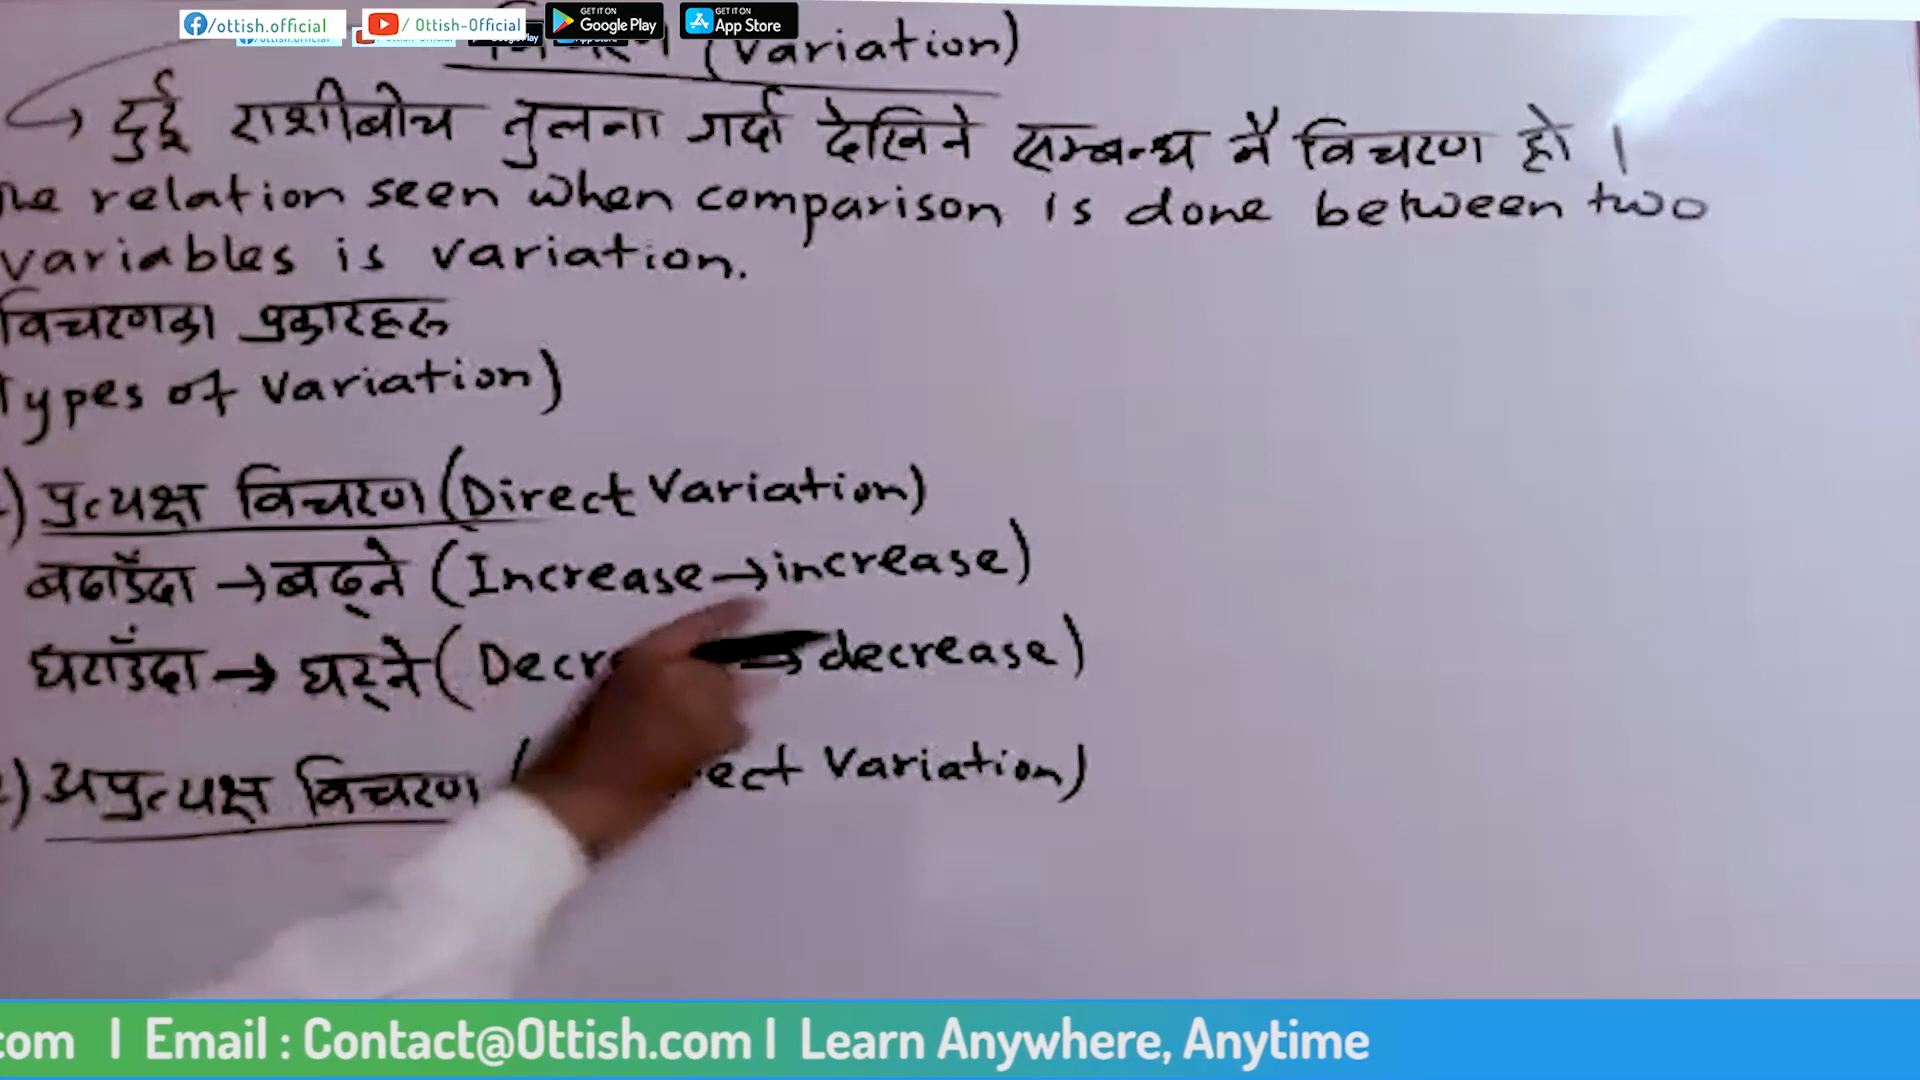 /ottish.official / Ottish-Official GET IT ON Google Play GET IT ON App Store
(Variation)
दुई राशीबीच तुलना गर्दा देखिने सम्बन्ध नै विचरण हो ।
relation seen when comparison is done between two
variables is variation.
विचरणका प्रकारहरू
Types of Variation)
प्रत्यक्ष विचरण (Direct Variation)
बढाउँदा → बढ्ने (Increase → increase)
घटाउँदा → घट्ने ( → decrease)
अप्रत्यक्ष विचरण ( Variation)
com | Email : Contact@Ottish.com | Learn Anywhere, Anytime